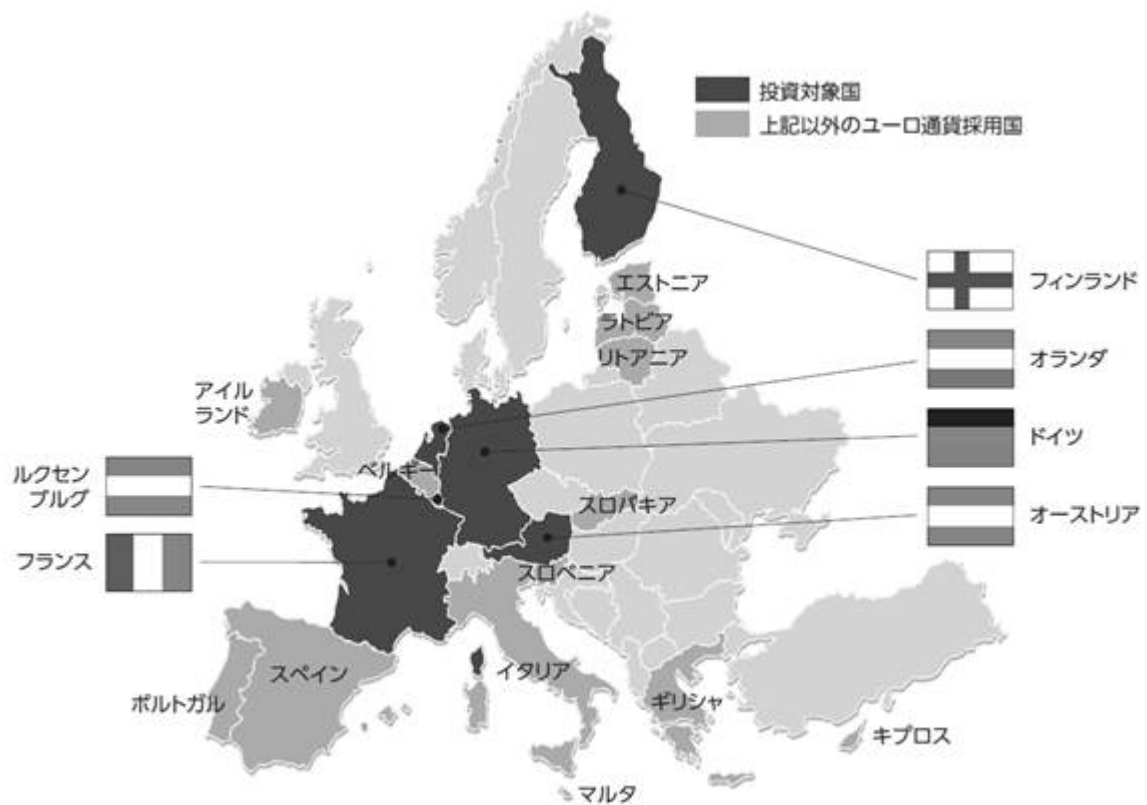 投資対象国
上記以外のユーロ通貨採用国
フィンランド
エストニア
ラトビア
リトアニア
オランダ
アイル
ランド
ドイツ
ベルギー
ルクセン
ブルグ
スロバキア
オーストリア
フランス
スロベニア
スペイン
イタリア
ポルトガル
ギリシャ
キプロス
マルタ